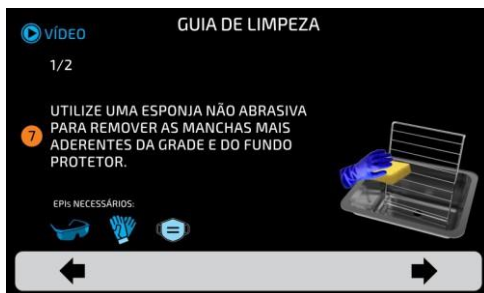 VÍDEO
GUIA DE LIMPEZA
1/2
7
UTILIZE UMA ESPONJA NÃO ABRASIVA
PARA REMOVER AS MANCHAS MAIS
ADERENTES DA GRADE E DO FUNDO
PROTETOR.
EPIs NECESSÁRIOS: